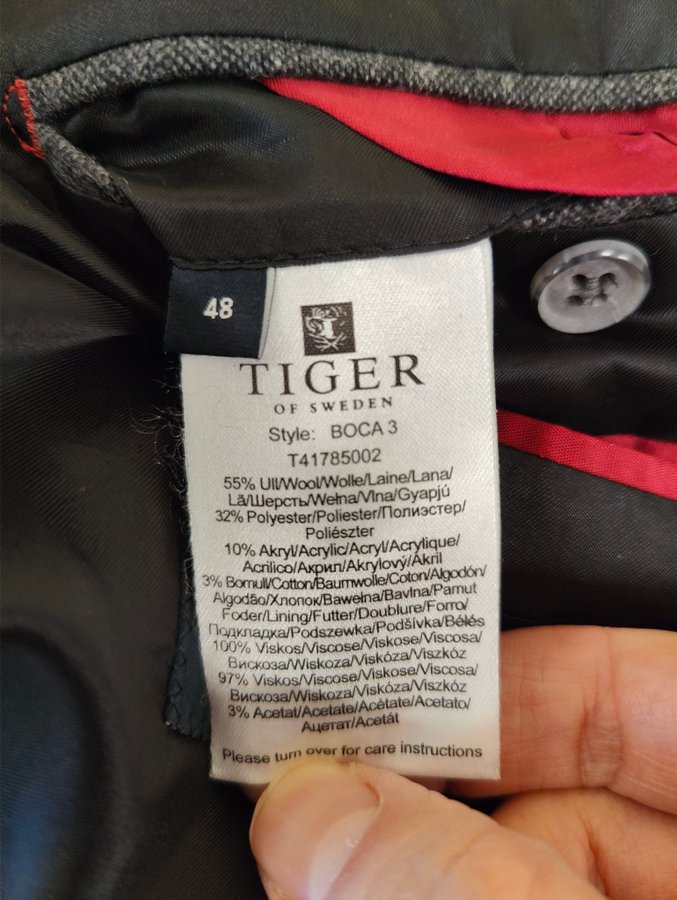 48
TIGER
OF SWEDEN
Style: BOCA 3
T41785002
55% Ull/Wool/Wolle/Laine/Lana/
Lã/Шерсть/Wełna/Vlna/Gyapjú
32% Polyester/Poliester/Полиэстер/
Poliészter
10% Akryl/Acrylic/Acryl/Acrylique/
Acrilico/Акрил/Akrylový/Akril
3% Bomull/Cotton/Baumwolle/Coton/Algodón/
Algodão/Хлопок/Bawełna/Bavlna/Pamut
Foder/Lining/Futter/Doublure/Forro/
Подкладка/Podszewka/Podšívka/Bélés
100% Viskos/Viscose/Viskose/Viscosa/
Вискоза/Wiskoza/Viskóza/Viszkóz
97% Viskos/Viscose/Viskose/Viscosa/
Вискоза/Wiskoza/Viskóza/Viszkóz
3% Acetat/Acetate/Acétate/Acetato/
Ацетат/Acetát
Please turn over for care instructions